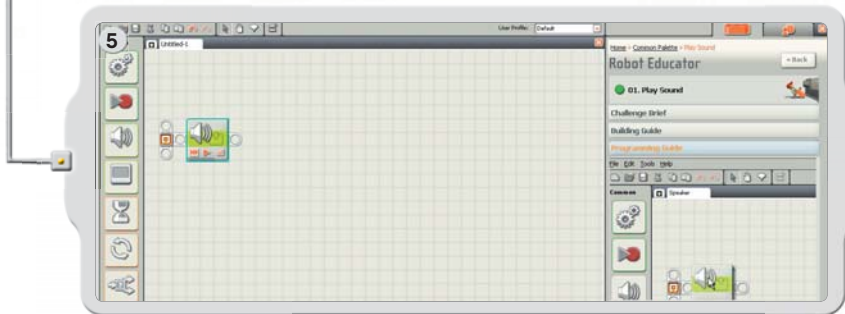 5
User Profile: Default
Untitled-1
Home > Common Palette > Play Sound
Robot Educator
< Back
01. Play Sound
Challenge Brief
Building Guide
Programming Guide
File Edit Tools Help
Common
Speaker